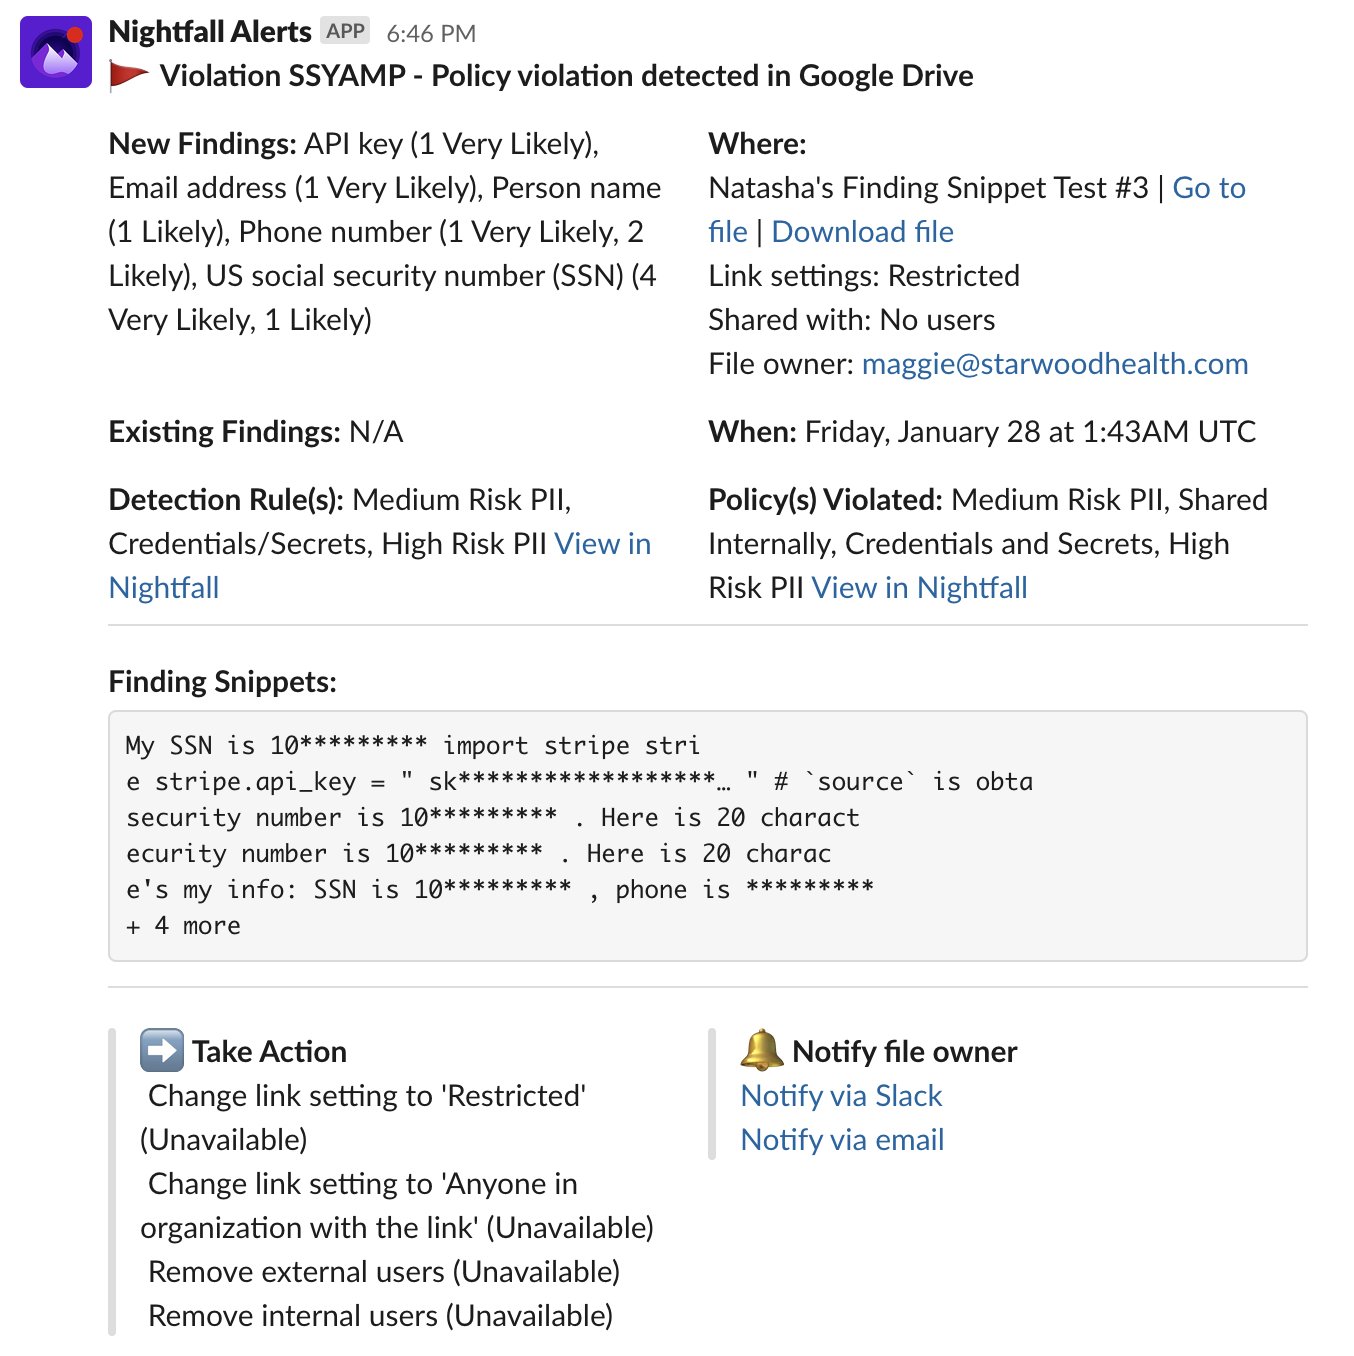 Nightfall Alerts APP 6:46 PM
Violation SSYAMP - Policy violation detected in Google Drive
New Findings: API key (1 Very Likely),
Email address (1 Very Likely), Person name
(1 Likely), Phone number (1 Very Likely, 2
Likely), US social security number (SSN) (4
Very Likely, 1 Likely)
Where:
Natasha's Finding Snippet Test #3 | Go to
file | Download file
Link settings: Restricted
Shared with: No users
File owner: maggie@starwoodhealth.com
Existing Findings: N/A
When: Friday, January 28 at 1:43AM UTC
Detection Rule(s): Medium Risk PII,
Credentials/Secrets, High Risk PII View in
Nightfall
Policy(s) Violated: Medium Risk PII, Shared
Internally, Credentials and Secrets, High
Risk PII View in Nightfall
Finding Snippets:
My SSN is 10********* import stripe stri
e stripe.api_key = " sk******************… " # `source` is obta
security number is 10********* . Here is 20 charact
ecurity number is 10********* . Here is 20 charac
e's my info: SSN is 10********* , phone is *********
+ 4 more
Take Action
Change link setting to 'Restricted'
(Unavailable)
Change link setting to 'Anyone in
organization with the link' (Unavailable)
Remove external users (Unavailable)
Remove internal users (Unavailable)
Notify file owner
Notify via Slack
Notify via email